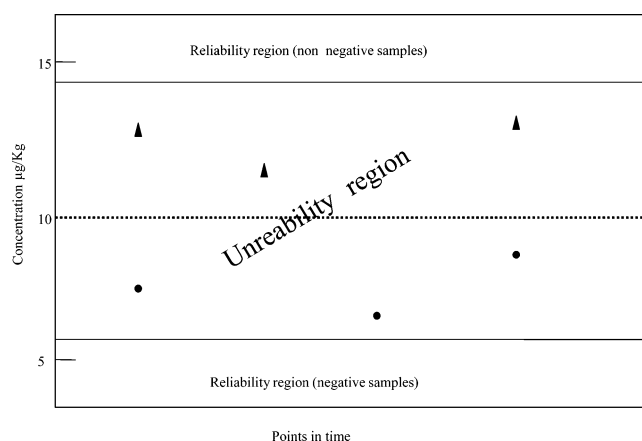 Reliability region (non negative samples)
15
Unreability region
Concentration µg/Kg
10
5
Reliability region (negative samples)
Points in time